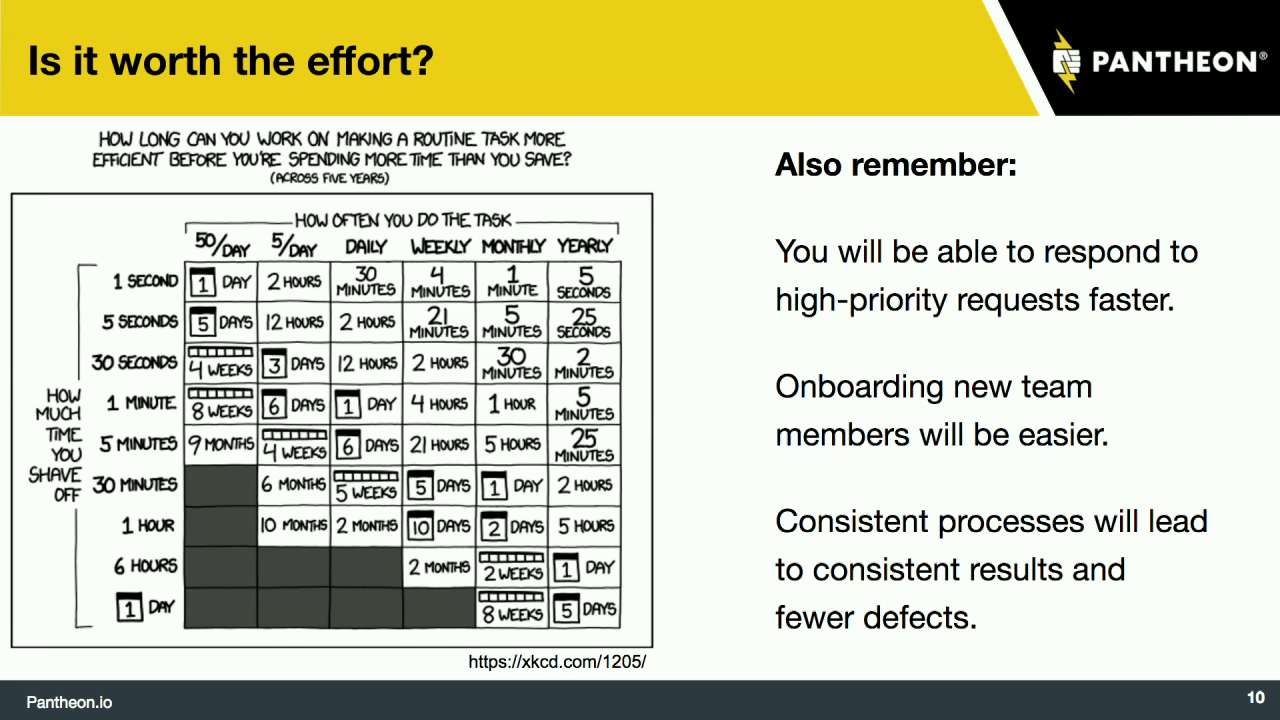 Is it worth the effort?
PANTHEON®
HOW LONG CAN YOU WORK ON MAKING A ROUTINE TASK MORE
EFFICIENT BEFORE YOU'RE SPENDING MORE TIME THAN YOU SAVE?
(ACROSS FIVE YEARS)
HOW OFTEN YOU DO THE TASK
50/DAY 5/DAY DAILY WEEKLY MONTHLY YEARLY
HOW MUCH TIME YOU SHAVE OFF
1 SECOND 1 DAY 2 HOURS 30 MINUTES 4 MINUTES 1 MINUTE 5 SECONDS
5 SECONDS 5 DAYS 12 HOURS 2 HOURS 21 MINUTES 5 MINUTES 25 SECONDS
30 SECONDS 4 WEEKS 3 DAYS 12 HOURS 2 HOURS 30 MINUTES 2 MINUTES
1 MINUTE 8 WEEKS 6 DAYS 1 DAY 4 HOURS 1 HOUR 5 MINUTES
5 MINUTES 9 MONTHS 4 WEEKS 6 DAYS 21 HOURS 5 HOURS 25 MINUTES
30 MINUTES 6 MONTHS 5 WEEKS 5 DAYS 1 DAY 2 HOURS
1 HOUR 10 MONTHS 2 MONTHS 10 DAYS 2 DAYS 5 HOURS
6 HOURS 2 MONTHS 2 WEEKS 1 DAY
1 DAY 8 WEEKS 5 DAYS
https://xkcd.com/1205/
Also remember:
You will be able to respond to
high-priority requests faster.
Onboarding new team
members will be easier.
Consistent processes will lead
to consistent results and
fewer defects.
Pantheon.io
10